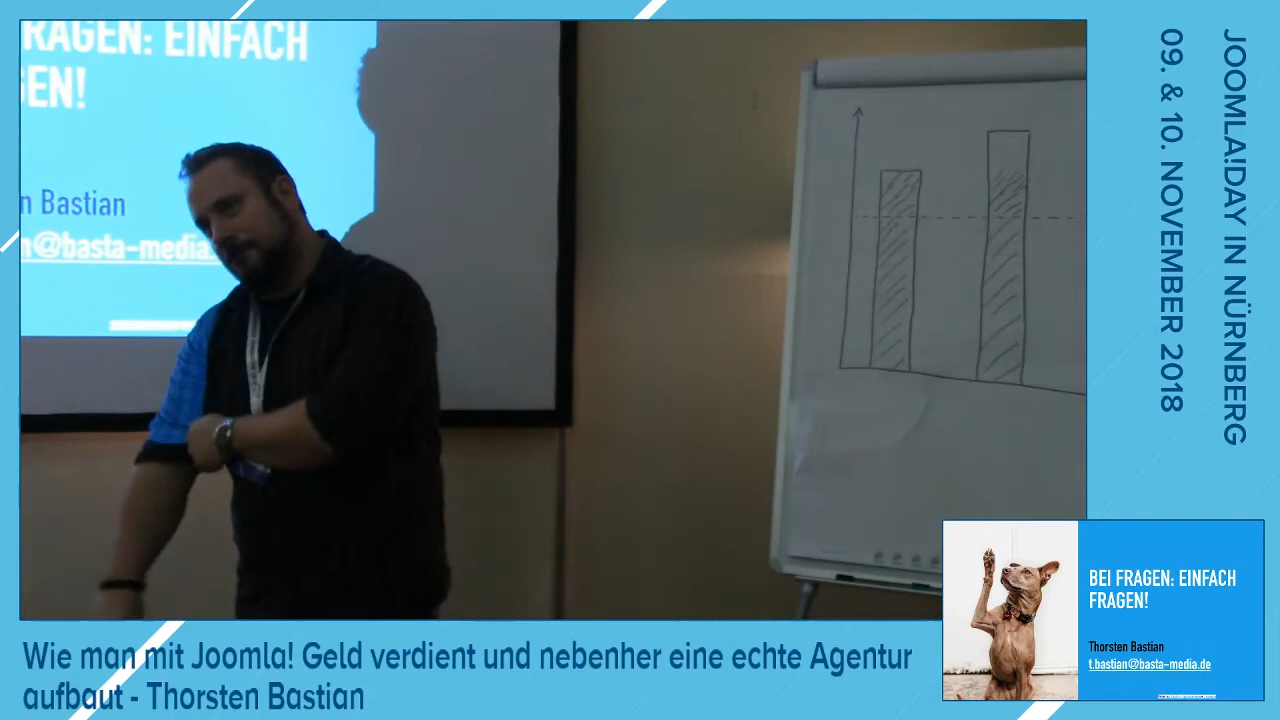 RAGEN: EINFACH
EN!
n Bastian
n@basta-media.
JOOMLA!DAY IN NÜRNBERG
09. & 10. NOVEMBER 2018
BEI FRAGEN: EINFACH
FRAGEN!
Thorsten Bastian
t.bastian@basta-media.de
Wie man mit Joomla! Geld verdient und nebenher eine echte Agentur
aufbaut - Thorsten Bastian